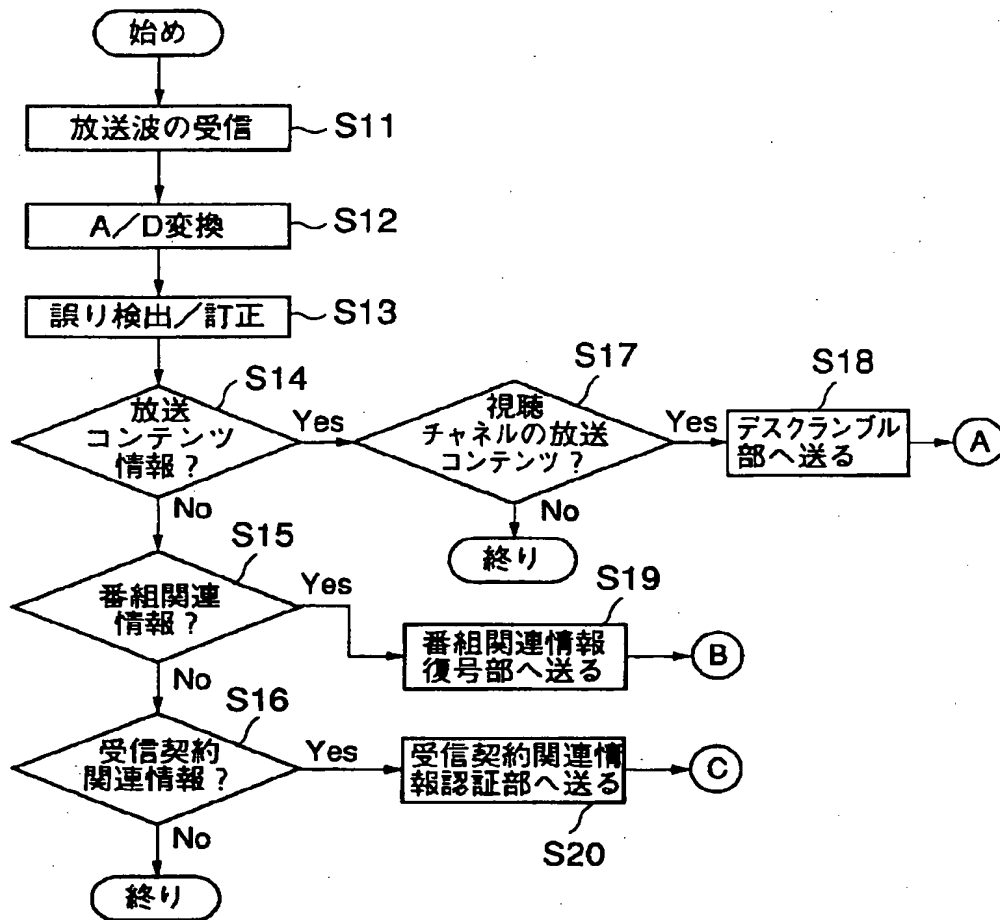 始め
放送波の受信
S11
A／D変換
S12
誤り検出／訂正
S13
S14
放送
コンテンツ
情報？
Yes
No
S17
視聴
チャネルの放送
コンテンツ？
Yes
No
終り
S18
デスクランブル
部へ送る
A
S15
番組関連
情報？
Yes
No
S19
番組関連情報
復号部へ送る
B
S16
受信契約
関連情報？
Yes
No
受信契約関連情
報認証部へ送る
S20
C
終り